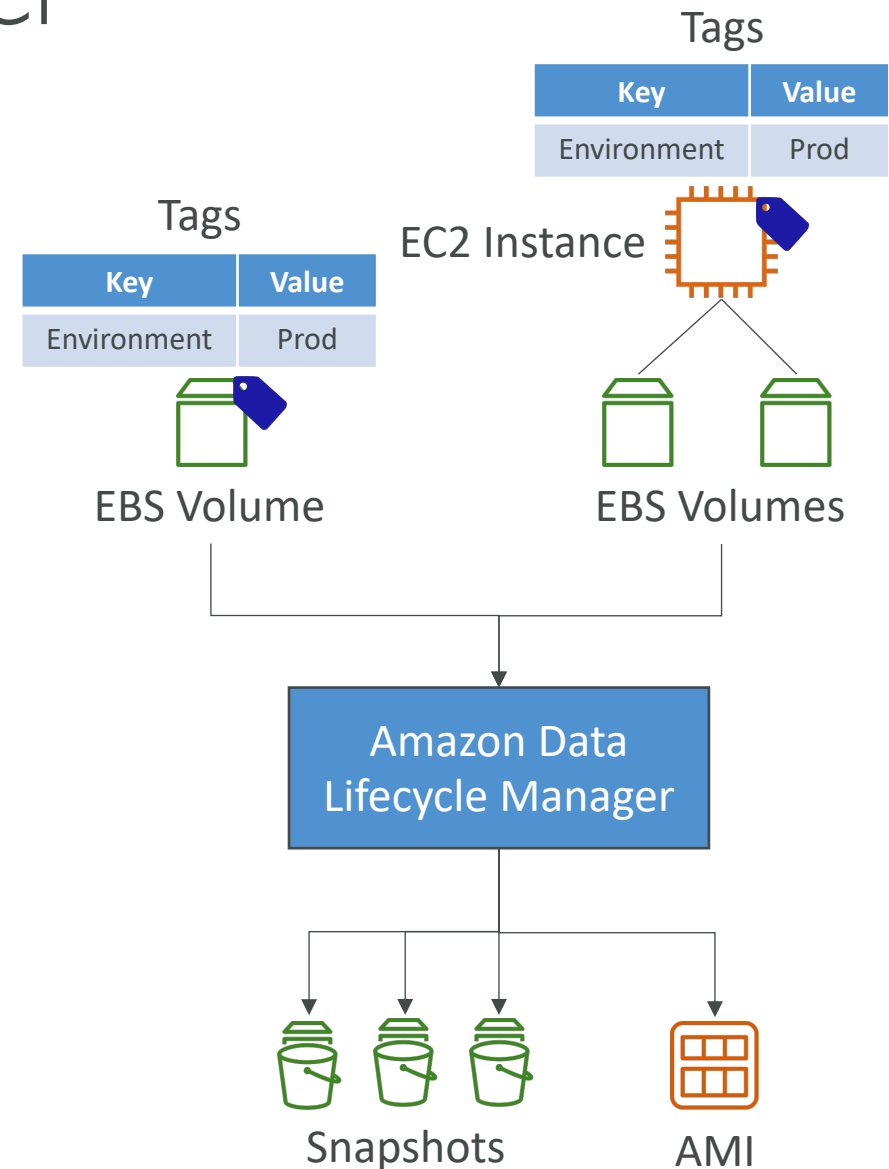 Tags
Key Value
Environment Prod
EC2 Instance
Tags
Key Value
Environment Prod
EBS Volume
EBS Volumes
Amazon Data
Lifecycle Manager
Snapshots
AMI